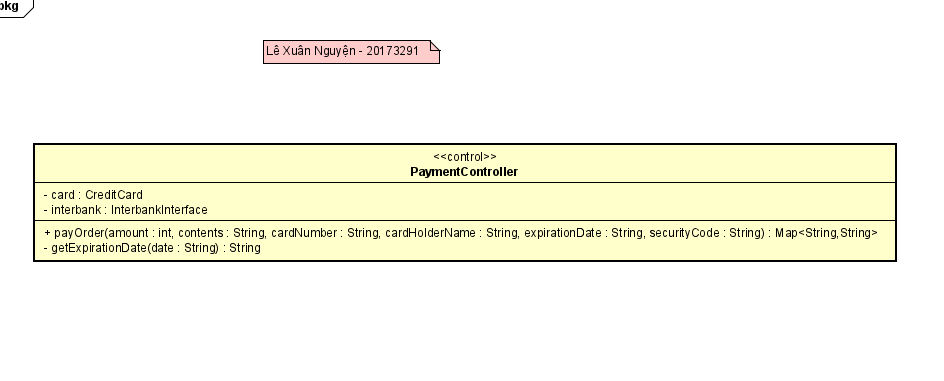 pkg
Lê Xuân Nguyện - 20173291
<<control>>
PaymentController
- card : CreditCard
- interbank : InterbankInterface
+ payOrder(amount : int, contents : String, cardNumber : String, cardHolderName : String, expirationDate : String, securityCode : String) : Map<String,String>
- getExpirationDate(date : String) : String